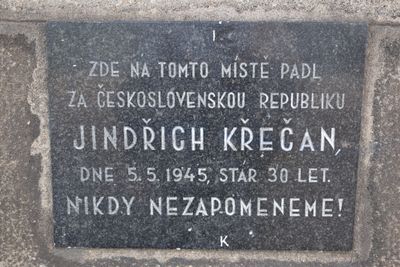 ZDE NA TOMTO MÍSTĚ PADL
ZA ČESKOSLOVENSKOU REPUBLIKU
JINDŘICH KŘEČAN,
DNE 5. 5. 1945, STÁR 30 LET.
NIKDY NEZAPOMENEME!
K